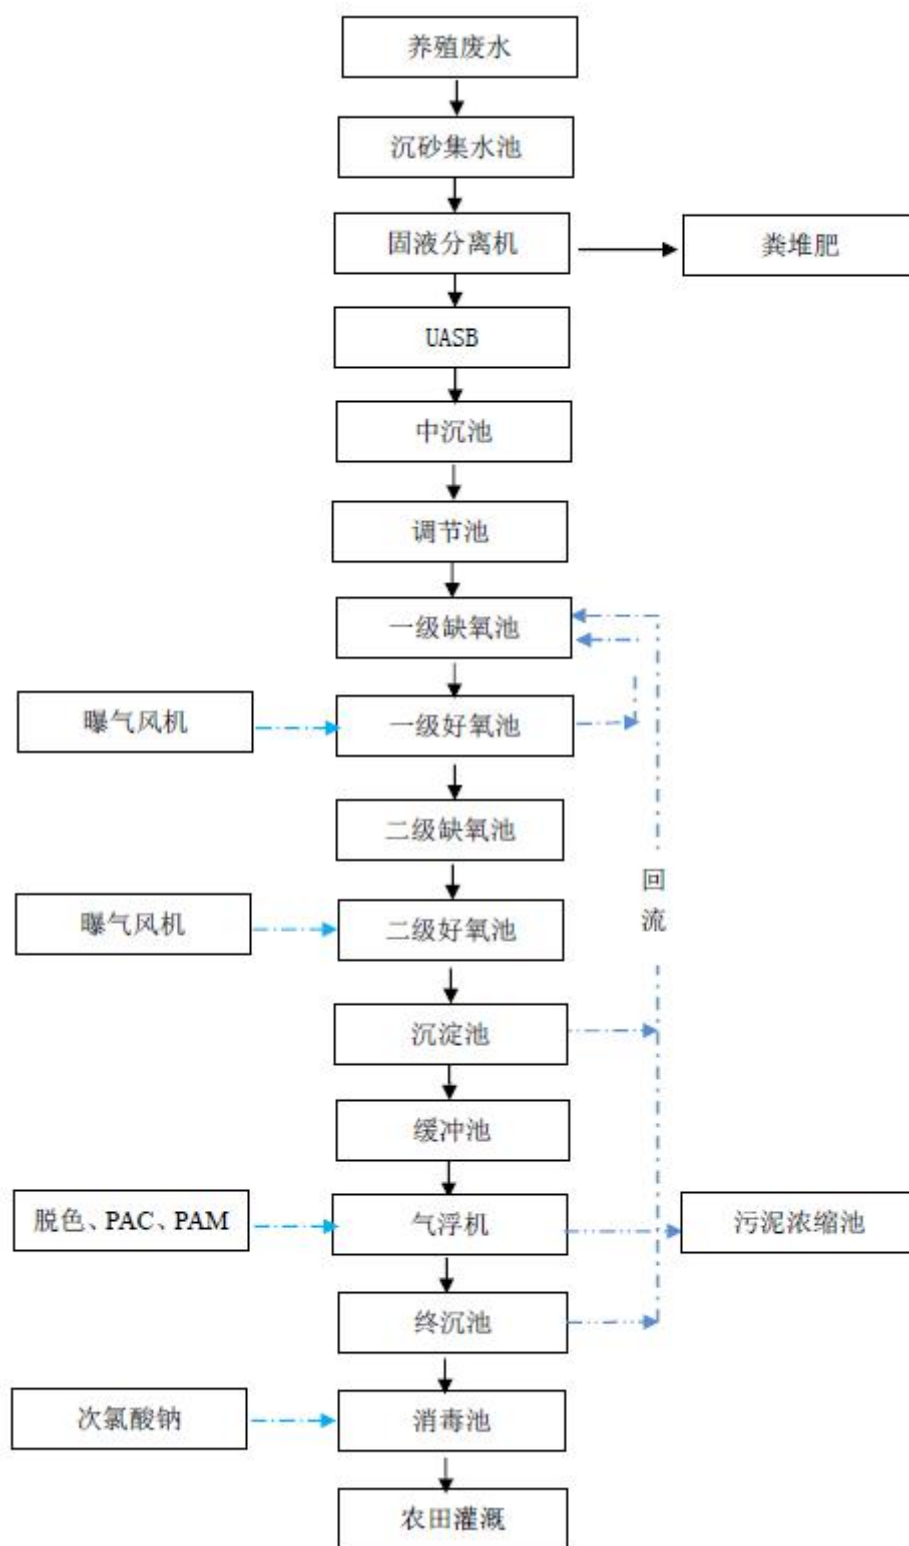 养殖废水
沉砂集水池
固液分离机
粪堆肥
UASB
中沉池
调节池
一级缺氧池
曝气风机
一级好氧池
二级缺氧池
回
流
曝气风机
二级好氧池
沉淀池
缓冲池
脱色、PAC、PAM
气浮机
污泥浓缩池
终沉池
次氯酸钠
消毒池
农田灌溉